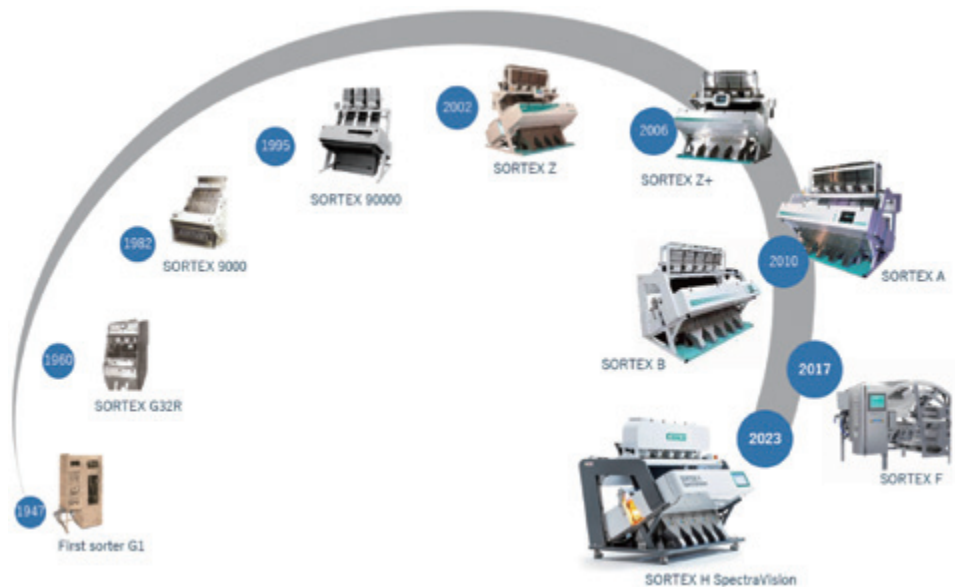 1947
First sorter G1
1960
SORTEX G32R
1982
SORTEX 9000
1995
SORTEX 90000
2002
SORTEX Z
2006
SORTEX Z+
2010
SORTEX A
SORTEX B
2017
SORTEX F
2023
SORTEX H SpectraVision